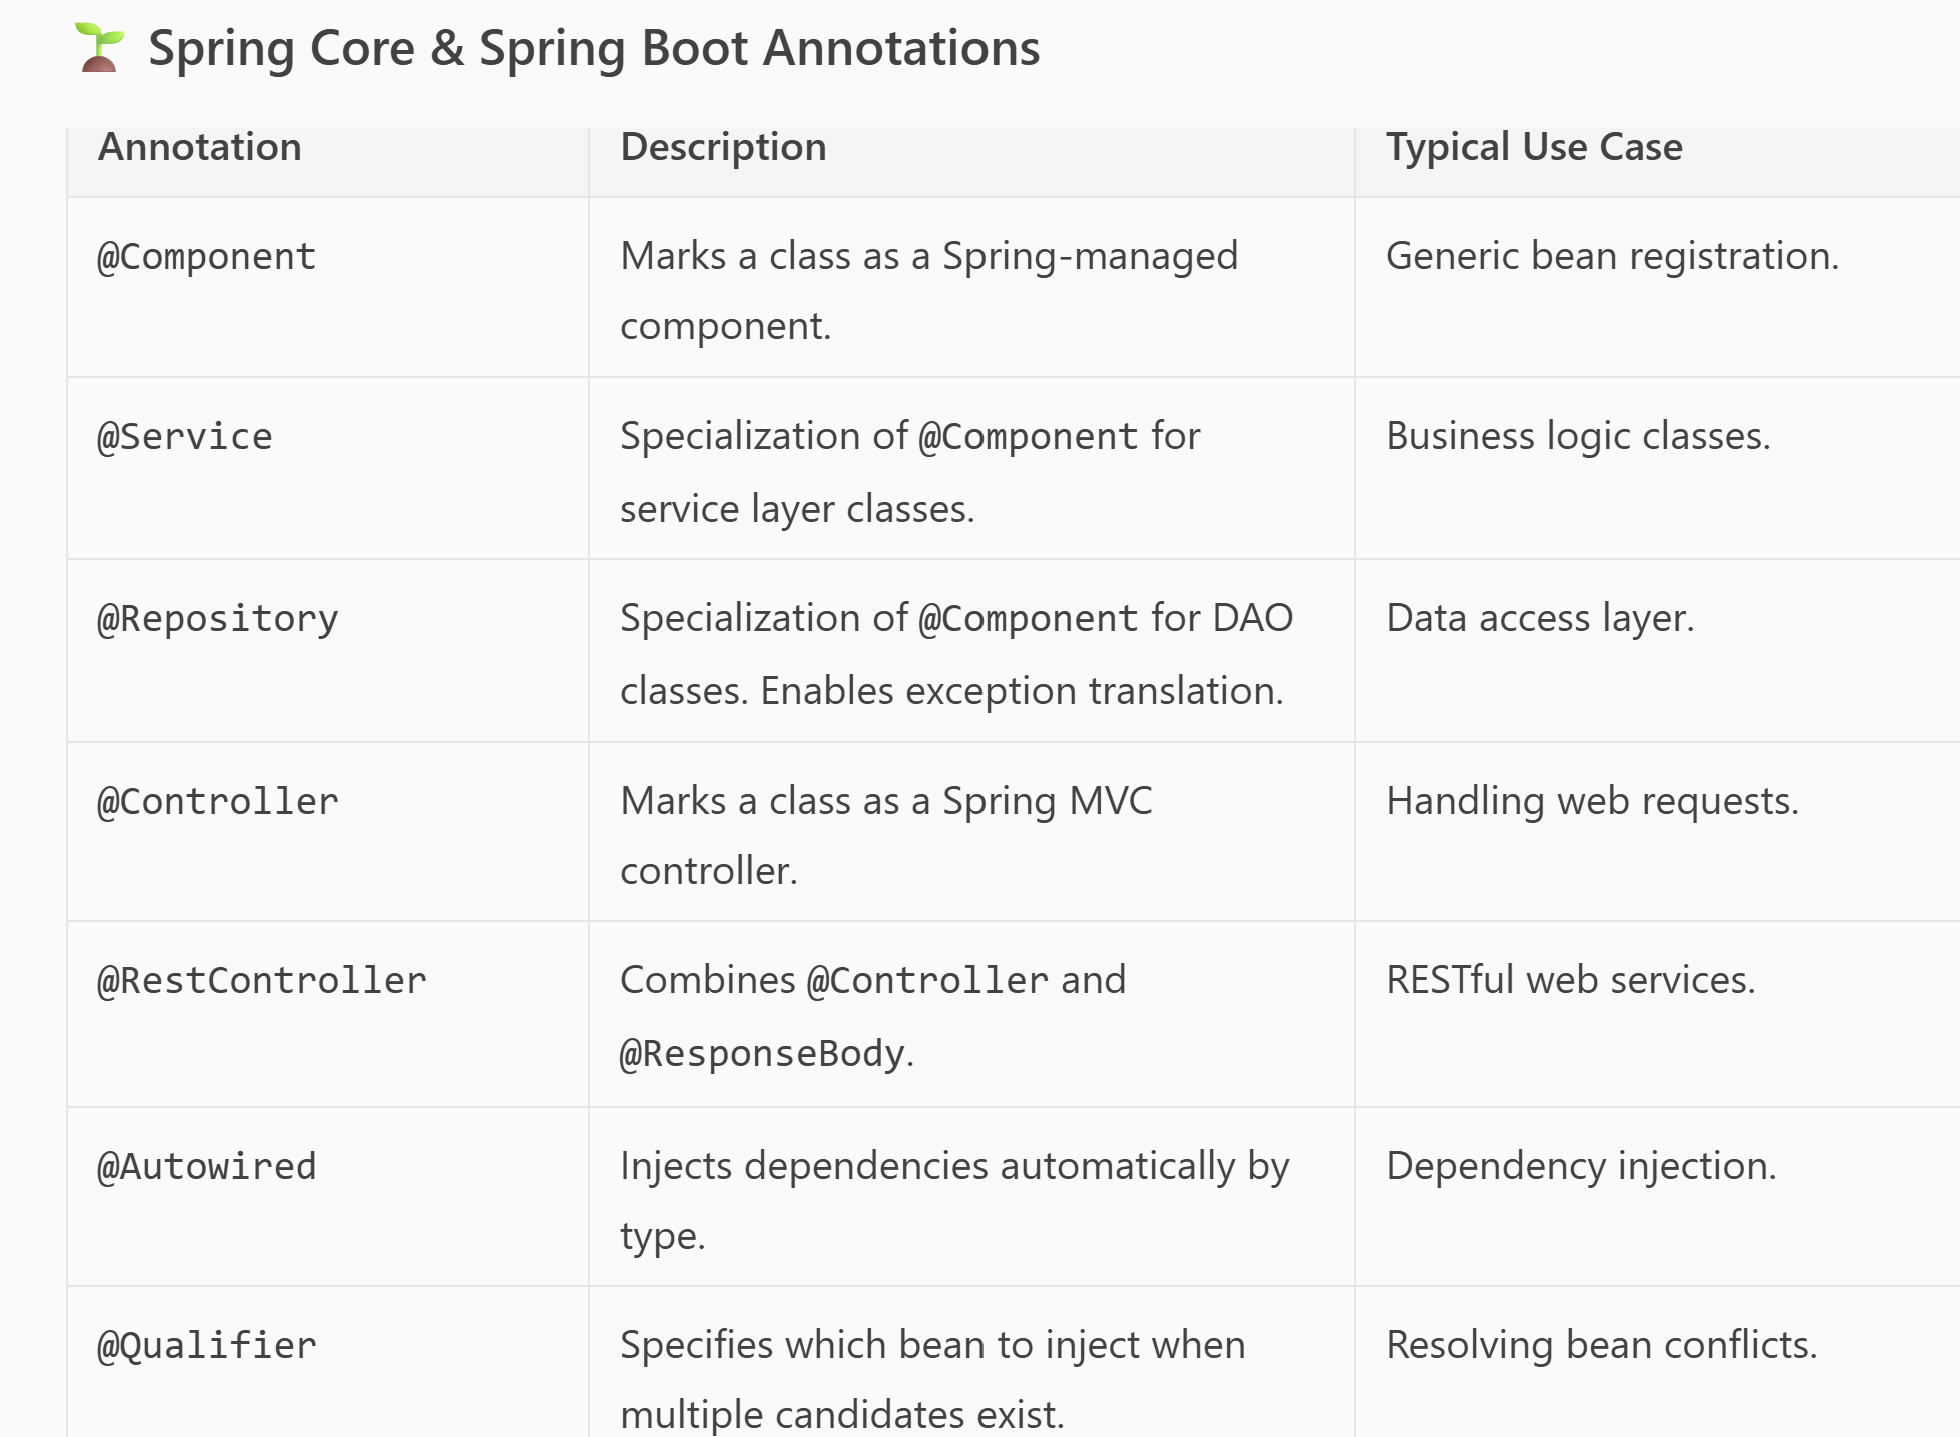 🌱 Spring Core & Spring Boot Annotations
Annotation Description Typical Use Case
@Component Marks a class as a Spring-managed Generic bean registration.
component.
@Service Specialization of @Component for Business logic classes.
service layer classes.
@Repository Specialization of @Component for DAO Data access layer.
classes. Enables exception translation.
@Controller Marks a class as a Spring MVC Handling web requests.
controller.
@RestController Combines @Controller and RESTful web services.
@ResponseBody.
@Autowired Injects dependencies automatically by Dependency injection.
type.
@Qualifier Specifies which bean to inject when Resolving bean conflicts.
multiple candidates exist.